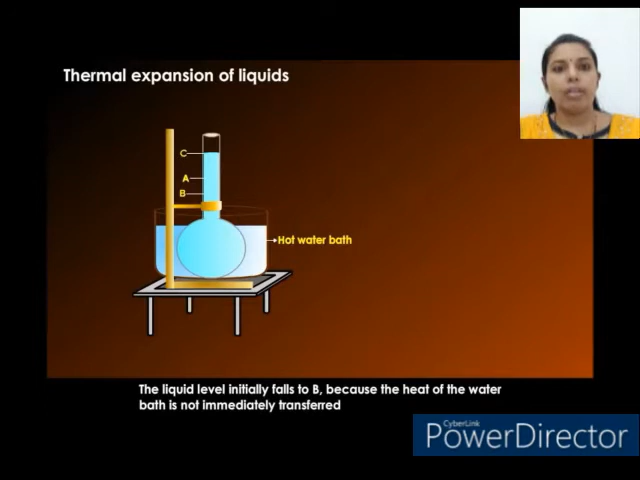 Thermal expansion of liquids
C
A
B
Hot water bath
The liquid level initially falls to B, because the heat of the water
bath is not immediately transferred
CyberLink
PowerDirector